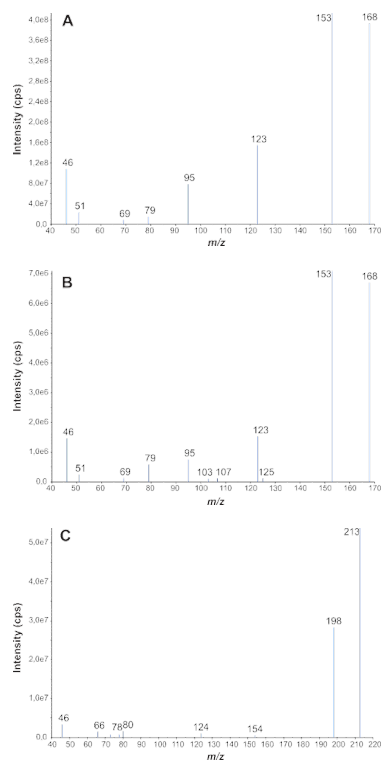 A
Intensity (cps)
4.0e8
3.6e8
3.2e8
2.8e8
2.4e8
2.0e8
1.6e8
1.2e8
8.0e7
4.0e7
0.0
153
168
123
46
95
51
69
79
40 50 60 70 80 90 100 110 120 130 140 150 160 170
m/z
B
Intensity (cps)
7,0e6
6,0e6
5,0e6
4,0e6
3,0e6
2,0e6
1,0e6
0,0
153
168
46
123
79
95
51
69
103 107
125
40 50 60 70 80 90 100 110 120 130 140 150 160 170
m/z
C
Intensity (cps)
5,0e7
4,0e7
3,0e7
2,0e7
1,0e7
0,0
213
198
46
66
78 80
124
154
40 50 60 70 80 90 100 110 120 130 140 150 160 170 180 190 200 210 220
m/z